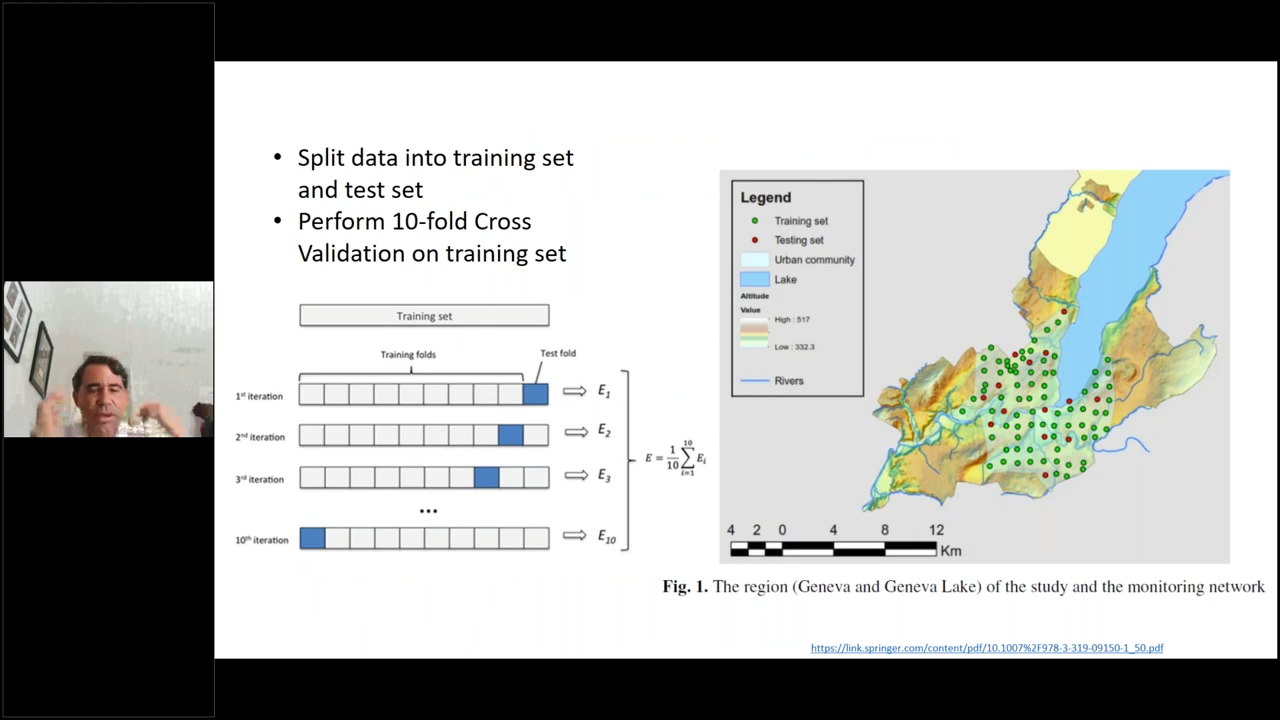 • Split data into training set
and test set
• Perform 10-fold Cross
Validation on training set
Training set
Training folds
Test fold
1st iteration
E1
2nd iteration
E2
3rd iteration
E3
...
10th iteration
E10
E = 1/10 ∑ i=1 10 Ei
Legend
Training set
Testing set
Urban community
Lake
Altitude
Value
High : 517
Low : 332.3
Rivers
4 2 0 4 8 12
Km
Fig. 1. The region (Geneva and Geneva Lake) of the study and the monitoring network
https://link.springer.com/content/pdf/10.1007%2F978-3-319-09150-1_50.pdf